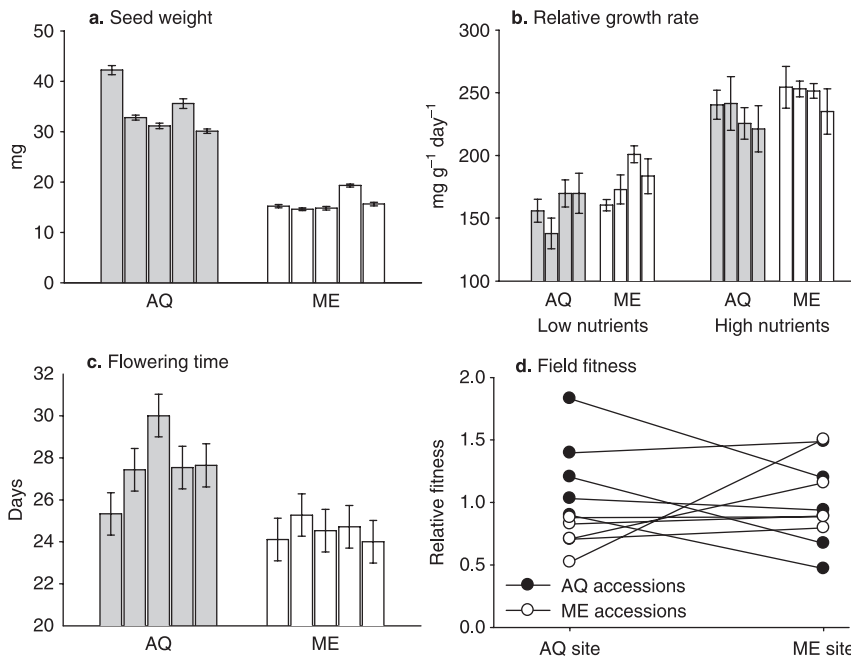 a. Seed weight
50
40
30
20
10
0
mg
AQ
ME
b. Relative growth rate
300
250
200
150
100
mg g⁻¹ day⁻¹
AQ
ME
AQ
ME
Low nutrients
High nutrients
c. Flowering time
32
30
28
26
24
22
20
Days
AQ
ME
d. Field fitness
2.0
1.5
1.0
0.5
0.0
Relative fitness
AQ accessions
ME accessions
AQ site
ME site